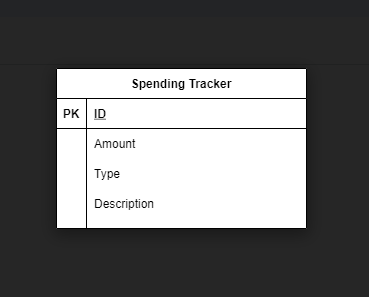 Spending Tracker
PK ID
Amount
Type
Description